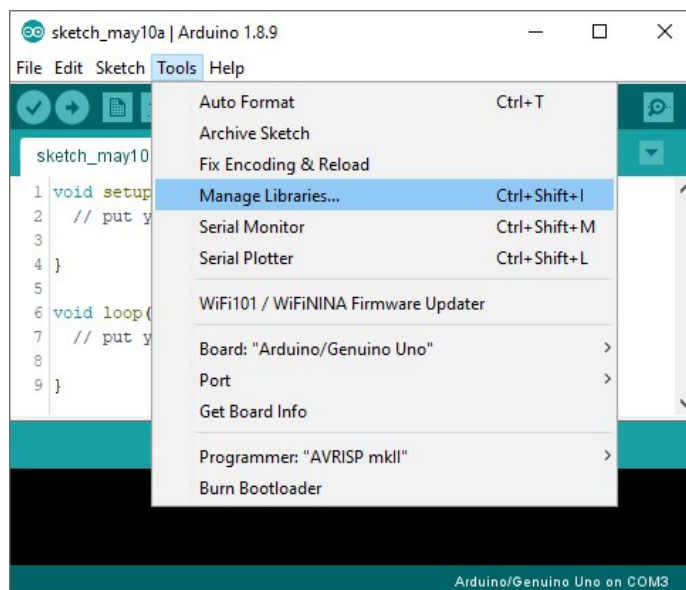 sketch_may10a | Arduino 1.8.9
File Edit Sketch Tools Help
sketch_may10
Auto Format Ctrl+T
Archive Sketch
Fix Encoding & Reload
Manage Libraries... Ctrl+Shift+I
Serial Monitor Ctrl+Shift+M
Serial Plotter Ctrl+Shift+L
WiFi101 / WiFiNINA Firmware Updater
Board: "Arduino/Genuino Uno"
Port
Get Board Info
Programmer: "AVRISP mkII"
Burn Bootloader
1 void setup
2 // put y
3
4 }
5
6 void loop(
7 // put y
8
9 }
Arduino/Genuino Uno on COM3